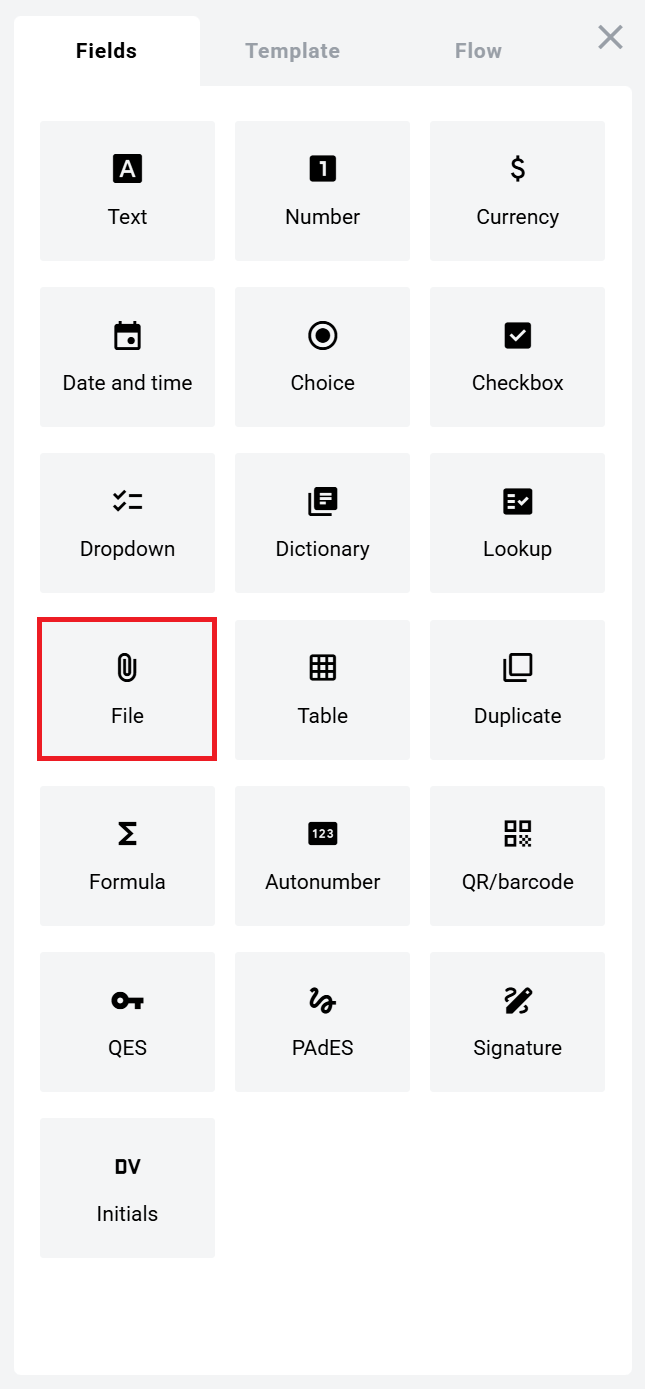 Fields Template Flow
A 1 $
Text Number Currency
Date and time Choice Checkbox
Dropdown Dictionary Lookup
File Table Duplicate
Σ 123
Formula Autonumber QR/barcode
QES PAdES Signature
DV
Initials